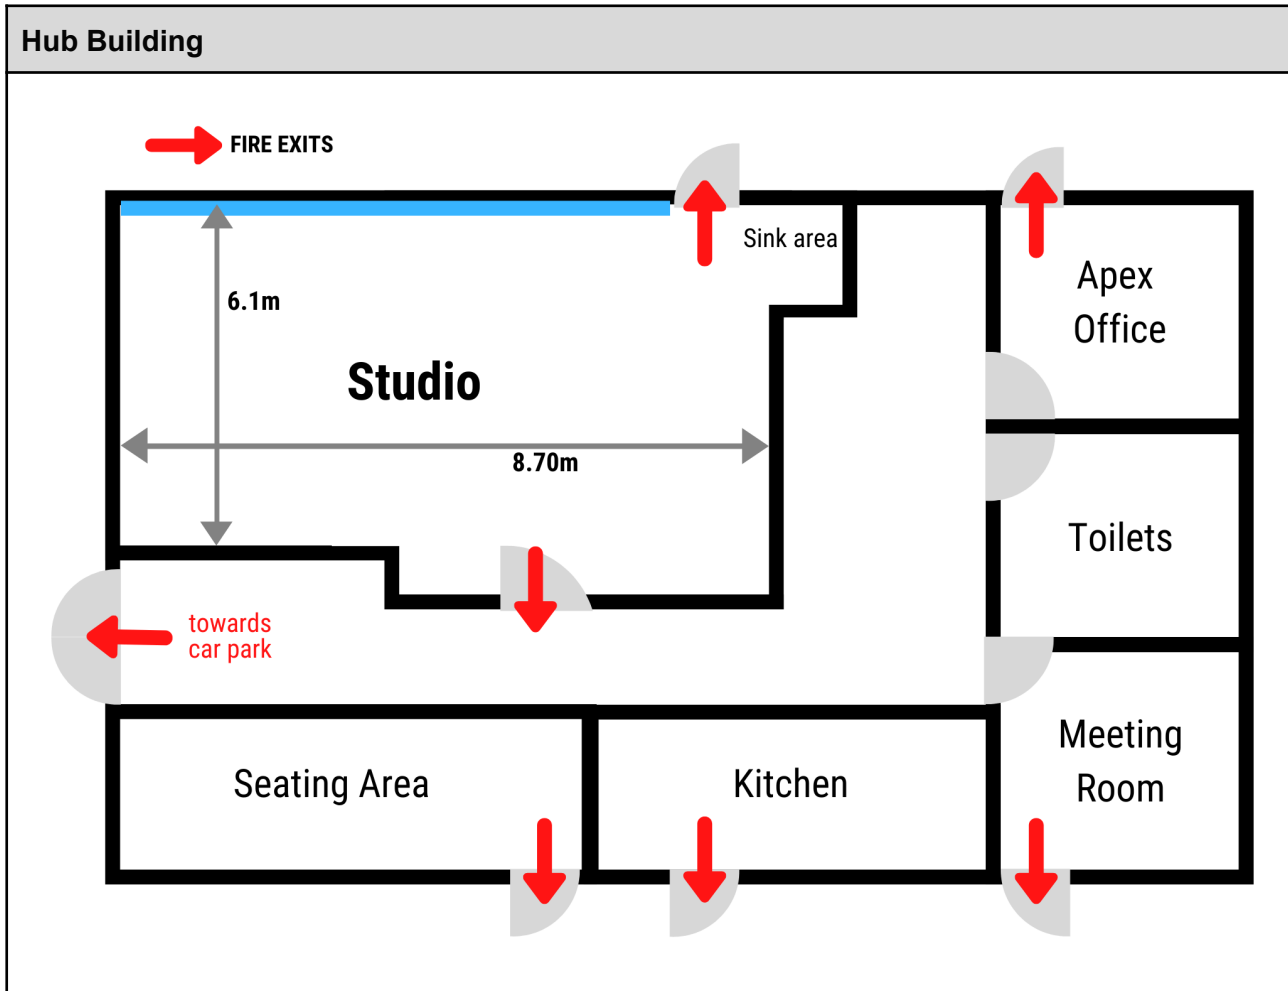 Hub Building
FIRE EXITS
Sink area
6.1m
Apex
Office
Studio
8.70m
Toilets
towards
car park
Meeting
Room
Seating Area
Kitchen